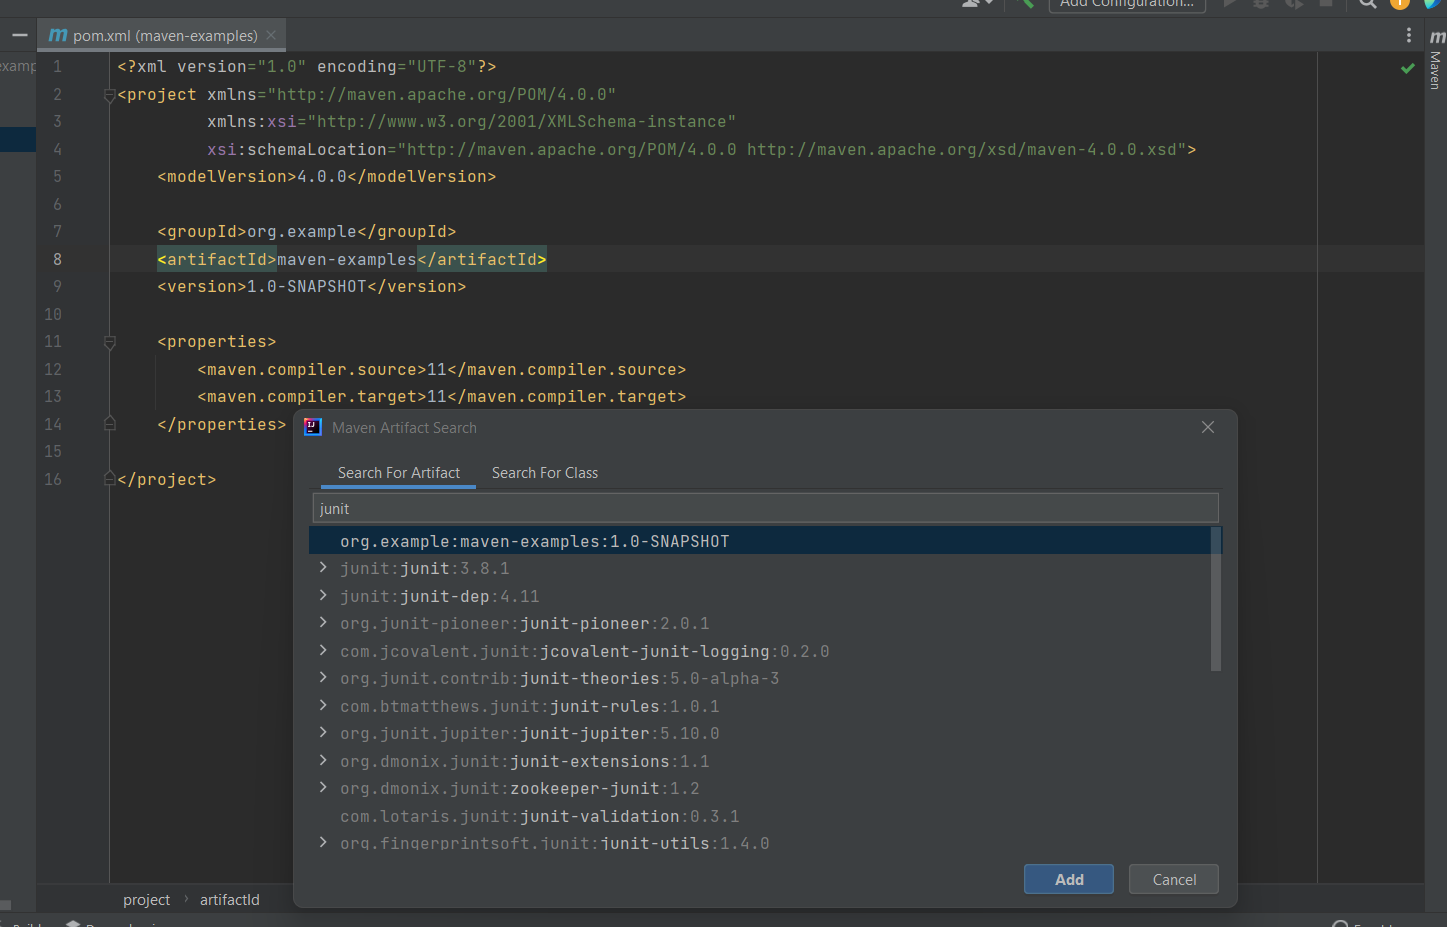 Add Configuration...
pom.xml (maven-examples)
Maven
1 <?xml version="1.0" encoding="UTF-8"?>
2 <project xmlns="http://maven.apache.org/POM/4.0.0"
3 xmlns:xsi="http://www.w3.org/2001/XMLSchema-instance"
4 xsi:schemaLocation="http://maven.apache.org/POM/4.0.0 http://maven.apache.org/xsd/maven-4.0.0.xsd">
5 <modelVersion>4.0.0</modelVersion>
6
7 <groupId>org.example</groupId>
8 <artifactId>maven-examples</artifactId>
9 <version>1.0-SNAPSHOT</version>
10
11 <properties>
12 <maven.compiler.source>11</maven.compiler.source>
13 <maven.compiler.target>11</maven.compiler.target>
14 </properties>
15
16 </project>
Maven Artifact Search
Search For Artifact Search For Class
junit
org.example:maven-examples:1.0-SNAPSHOT
junit:junit:3.8.1
junit:junit-dep:4.11
org.junit-pioneer:junit-pioneer:2.0.1
com.jcovalent.junit:jcovalent-junit-logging:0.2.0
org.junit.contrib:junit-theories:5.0-alpha-3
com.btmatthews.junit:junit-rules:1.0.1
org.junit.jupiter:junit-jupiter:5.10.0
org.dmonix.junit:junit-extensions:1.1
org.dmonix.junit:zookeeper-junit:1.2
com.lotaris.junit:junit-validation:0.3.1
org.fingerprintsoft.junit:junit-utils:1.4.0
Add Cancel
project › artifactId